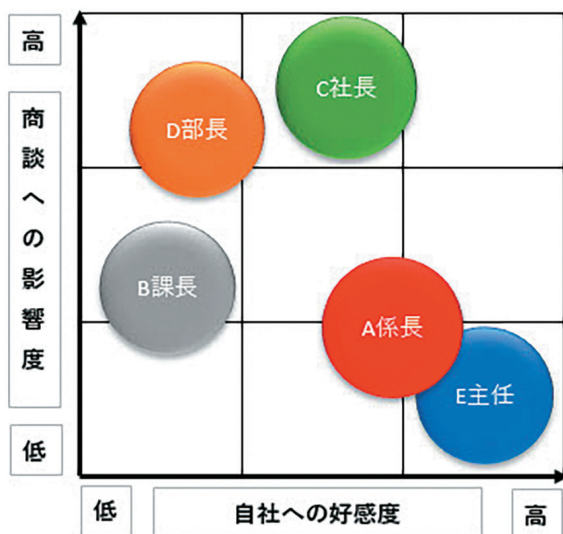 高
商談への影響度
低
C社長
D部長
B課長
A係長
E主任
低
自社への好感度
高